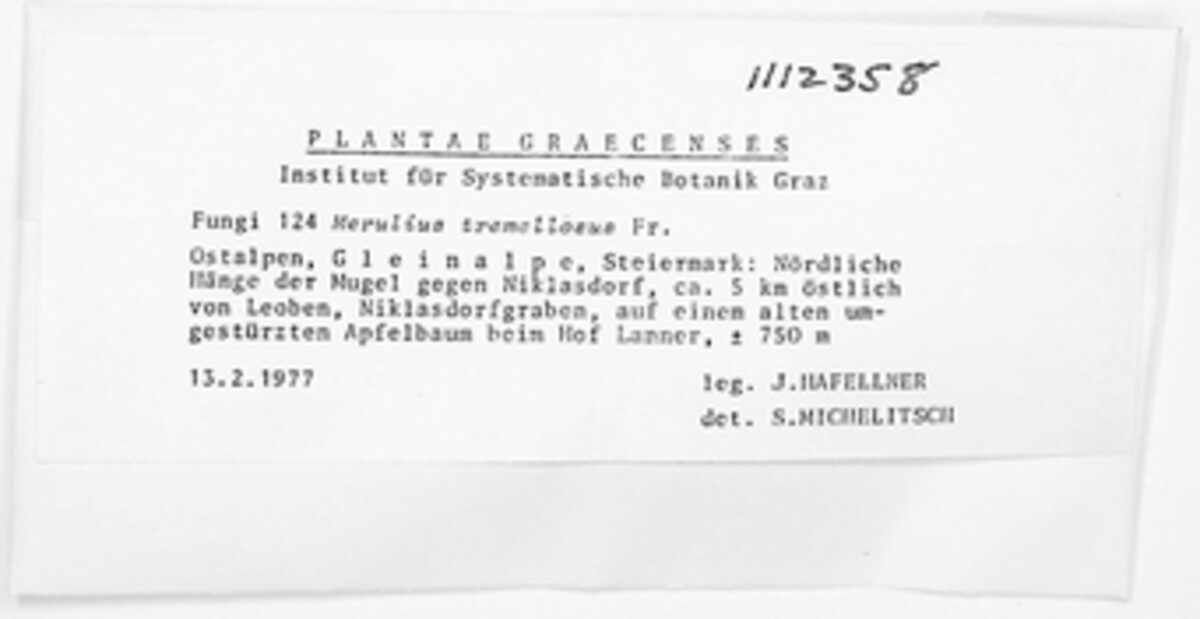 1112358
PLANTAE GRAECENSES
Institut für Systematische Botanik Graz
Fungi 124 Merulius tremellosus Fr.
Ostalpen, Gleinalpe, Steiermark: Nördliche
Hänge der Mugel gegen Niklasdorf, ca. 5 km östlich
von Leoben, Niklasdorfgraben, auf einem alten um-
gestürzten Apfelbaum beim Hof Lanner, ± 750 m
13.2.1977
leg. J.HAFELLNER
det. S.MICHELITSCH